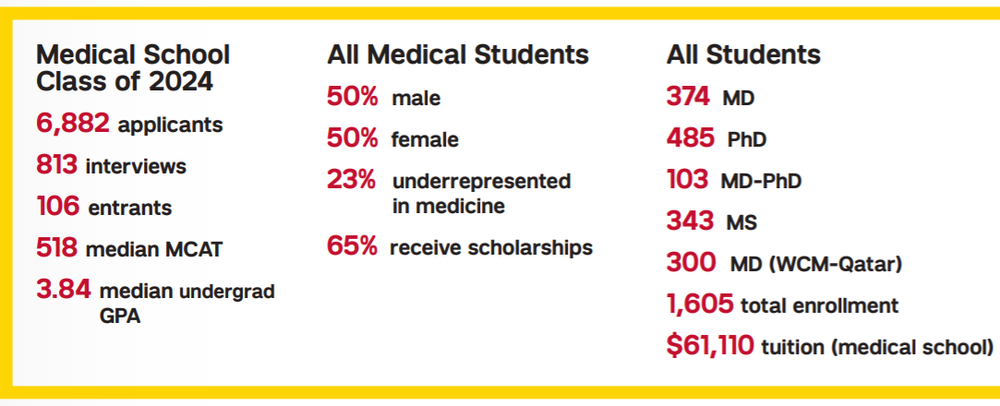 Medical School
Class of 2024
6,882 applicants
813 interviews
106 entrants
518 median MCAT
3.84 median undergrad
GPA
All Medical Students
50% male
50% female
23% underrepresented
in medicine
65% receive scholarships
All Students
374 MD
485 PhD
103 MD-PhD
343 MS
300 MD (WCM-Qatar)
1,605 total enrollment
$61,110 tuition (medical school)